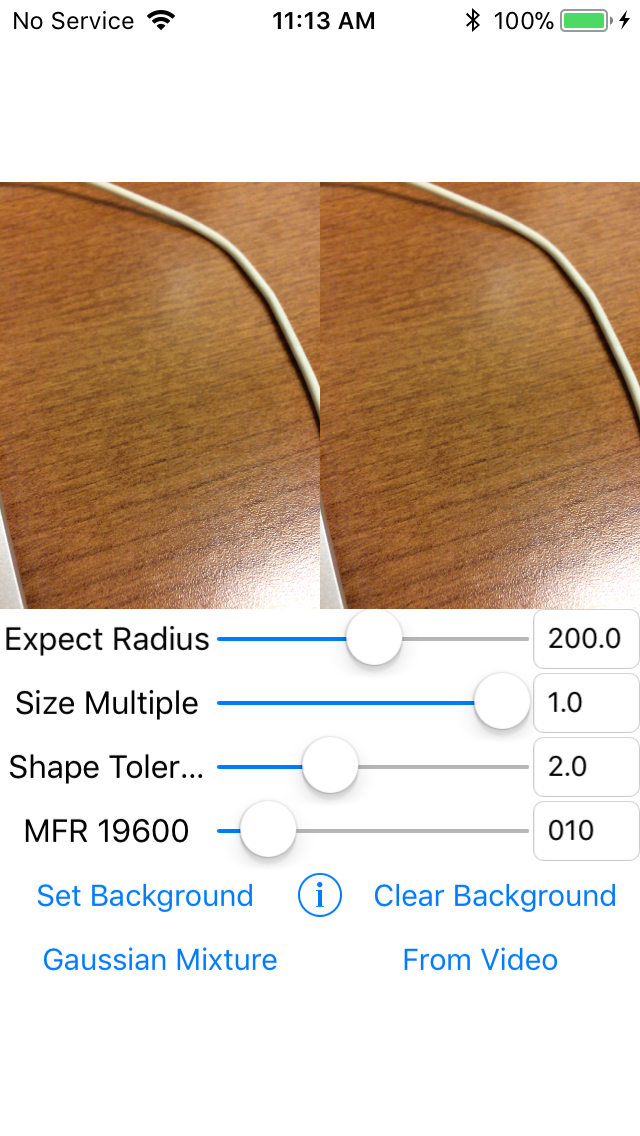 No Service 11:13 AM 100%
Expect Radius 200.0
Size Multiple 1.0
Shape Toler... 2.0
MFR 19600 010
Set Background i Clear Background
Gaussian Mixture From Video